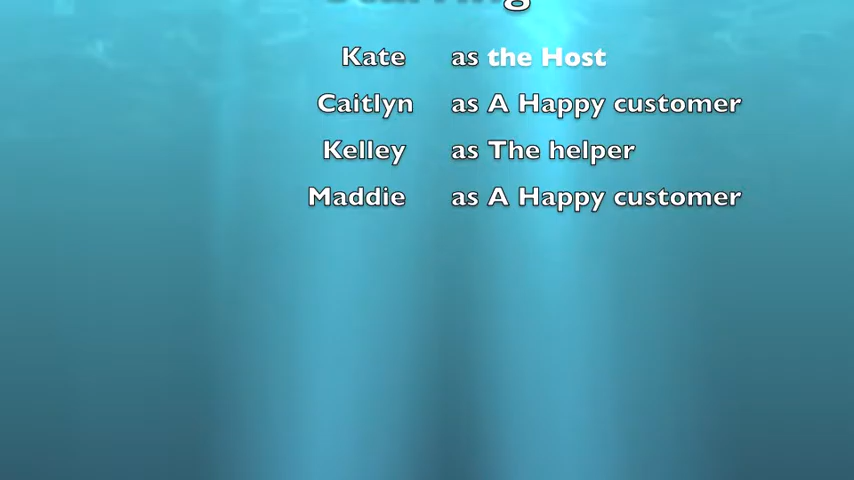 Kate as the Host
Caitlyn as A Happy customer
Kelley as The helper
Maddie as A Happy customer